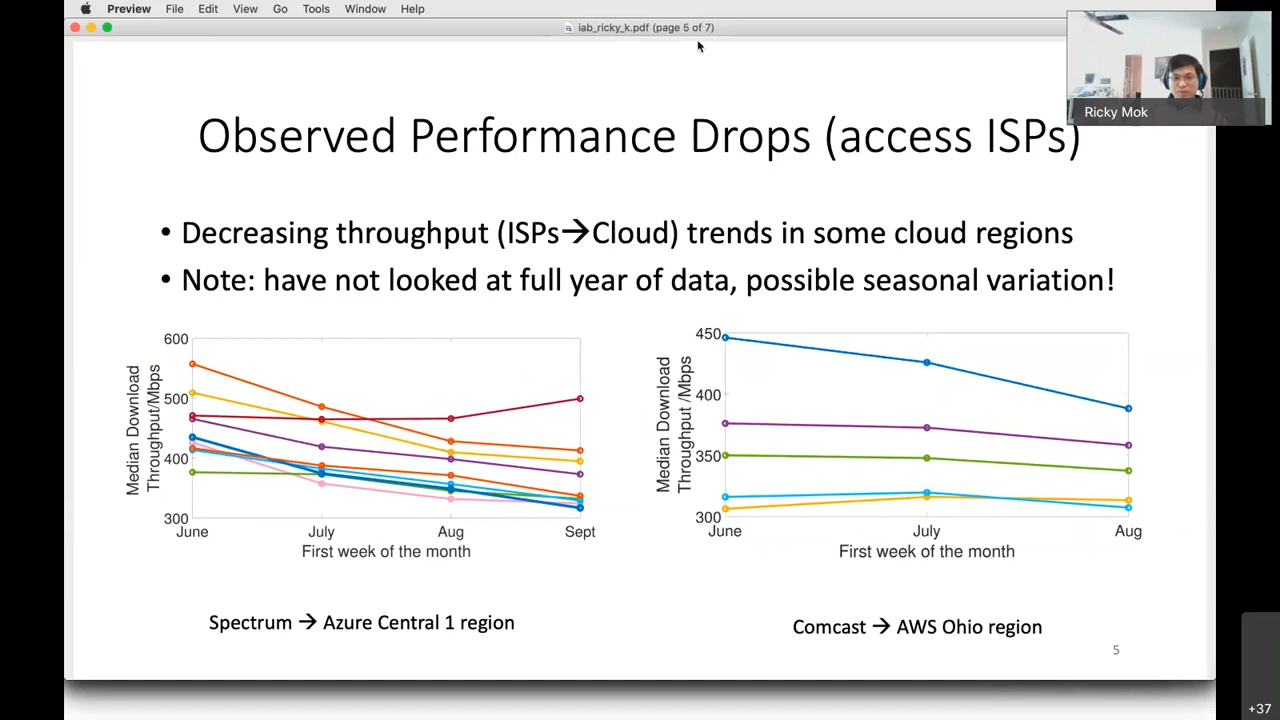 Preview File Edit View Go Tools Window Help
iab_ricky_k.pdf (page 5 of 7)
Ricky Mok
Observed Performance Drops (access ISPs)
• Decreasing throughput (ISPs→Cloud) trends in some cloud regions
• Note: have not looked at full year of data, possible seasonal variation!
600
500
400
300
Median Download
Throughput/Mbps
June July Aug Sept
First week of the month
Spectrum → Azure Central 1 region
450
400
350
300
Median Download
Throughput /Mbps
June July Aug
First week of the month
Comcast → AWS Ohio region
5
+37